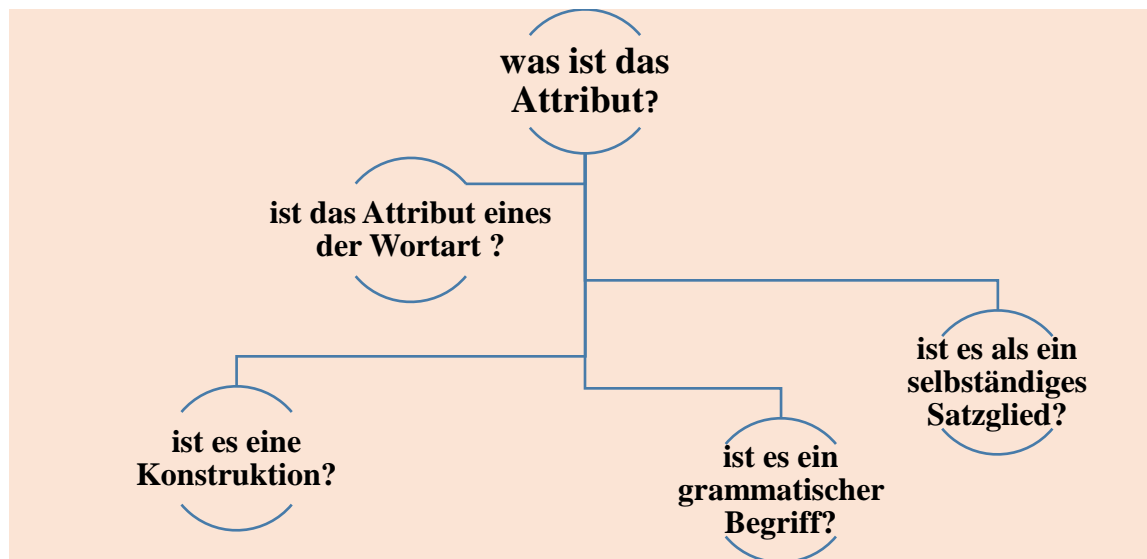 was ist das
Attribut?
ist das Attribut eines
der Wortart ?
ist es als ein
selbständiges
Satzglied?
ist es eine
Konstruktion?
ist es ein
grammatischer
Begriff?